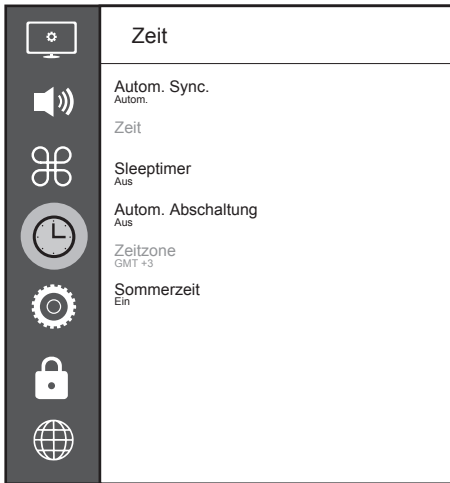 Zeit
Autom. Sync.
Autom.
Zeit
Sleeptimer
Aus
Autom. Abschaltung
Aus
Zeitzone
GMT +3
Sommerzeit
Ein